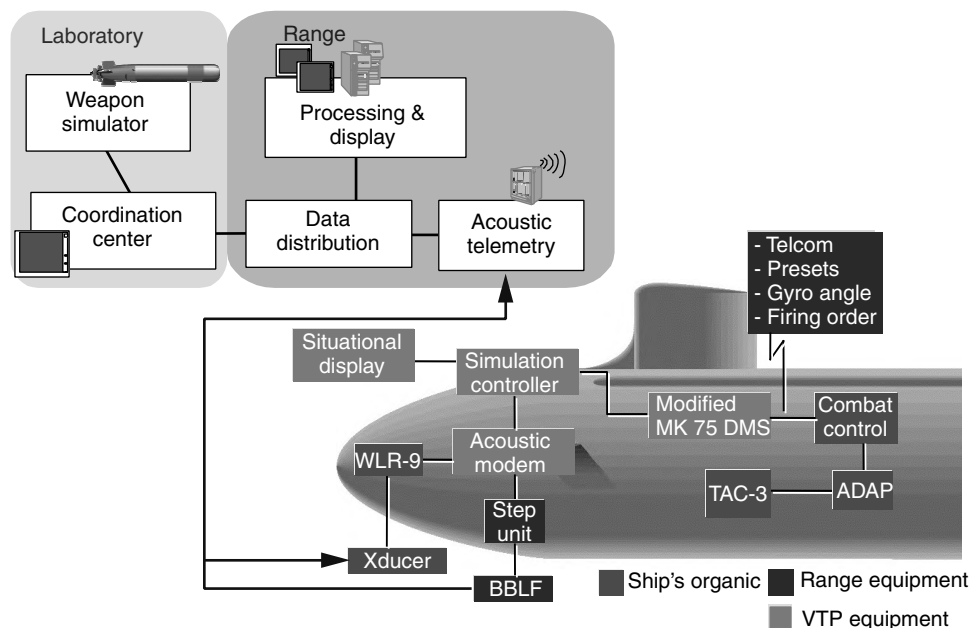 Laboratory
Weapon
simulator
Coordination
center
Range
Processing &
display
Data
distribution
Acoustic
telemetry
- Telcom
- Presets
- Gyro angle
- Firing order
Situational
display
Simulation
controller
Modified
MK 75 DMS
Combat
control
WLR-9
Acoustic
modem
TAC-3
ADAP
Step
unit
Xducer
BBLF
Ship's organic
Range equipment
VTP equipment